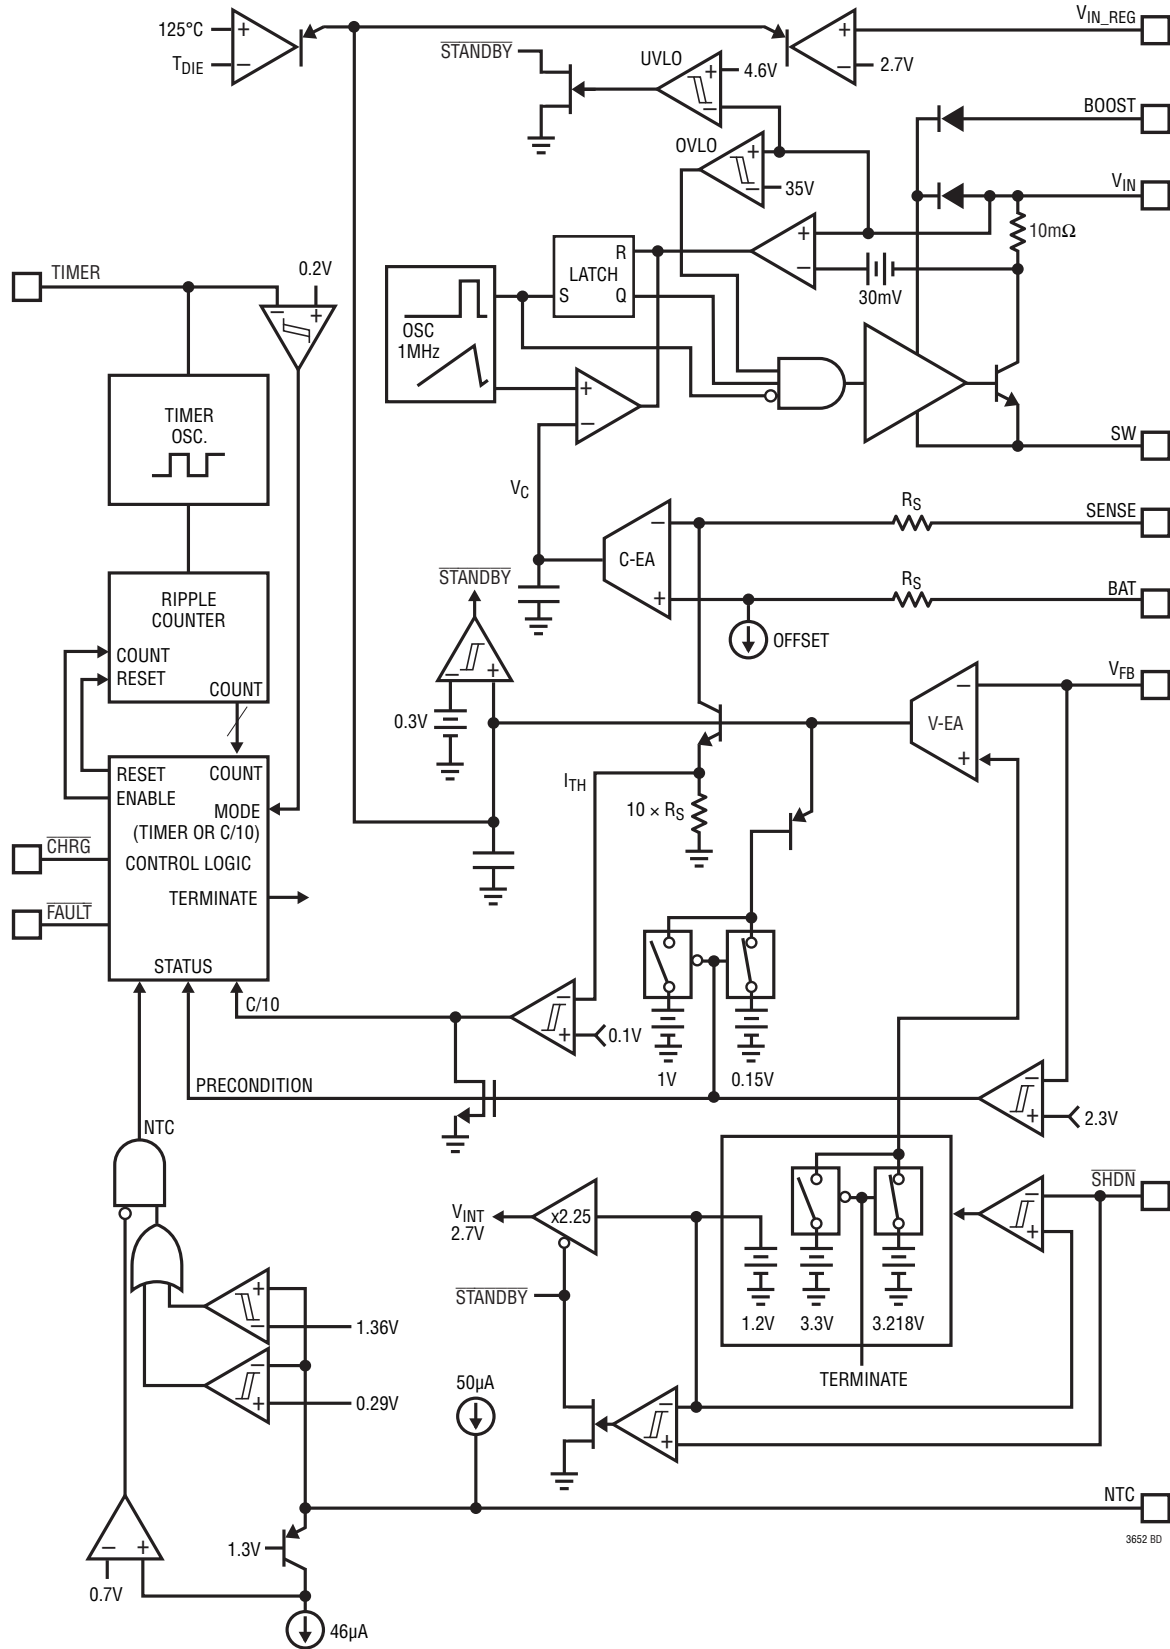 125°C
+
−
TDIE
STANDBY
UVLO
+
−
4.6V
+
−
2.7V
VIN_REG
BOOST
OVLO
+
−
35V
VIN
10mΩ
TIMER
0.2V
−
+
LATCH
R
S
Q
+
−
30mV
OSC
1MHz
+
−
TIMER
OSC.
SW
VC
RS
SENSE
−
C-EA
+
RS
BAT
OFFSET
STANDBY
RIPPLE
COUNTER
COUNT
RESET
COUNT
−
+
0.3V
VFB
−
V-EA
+
RESET
COUNT
ENABLE
MODE
(TIMER OR C/10)
CONTROL LOGIC
TERMINATE
STATUS
CHRG
FAULT
ITH
10 × RS
C/10
−
+
0.1V
1V
0.15V
PRECONDITION
−
+
2.3V
NTC
SHDN
−
+
VINT
2.7V
x2.25
STANDBY
1.2V
3.3V
3.218V
TERMINATE
+
−
1.36V
−
+
0.29V
50µA
−
+
NTC
1.3V
−
+
0.7V
46µA
3652 BD